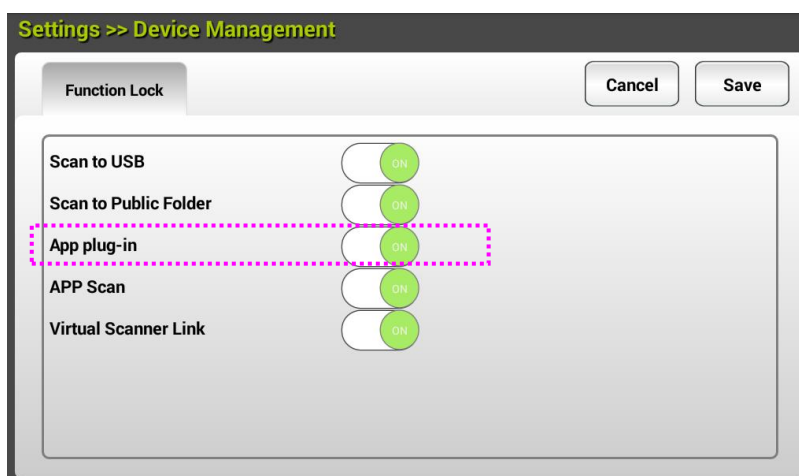 Settings >> Device Management
Function Lock
Cancel
Save
Scan to USB
ON
Scan to Public Folder
ON
App plug-in
ON
APP Scan
ON
Virtual Scanner Link
ON